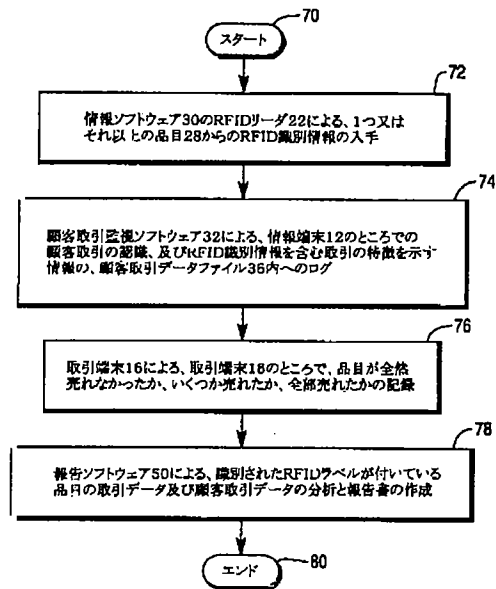 70
スタート
72
情報ソフトウェア30のRFIDリーダ22による、1つ又は
それ以上の品目28からのRFID識別情報の入手
74
顧客取引監視ソフトウェア32による、情報端末12のところでの
顧客取引の認識、及びRFID識別情報を含む取引の特徴を示す
情報の、顧客取引データファイル36内へのログ
76
取引端末16による、取引端末16のところで、品目が全然
売れなかったか、いくつか売れたか、全部売れたかの記録
78
報告ソフトウェア50による、識別されたRFIDラベルが付いている
品目の取引データ及び顧客取引データの分析と報告書の作成
エンド
80